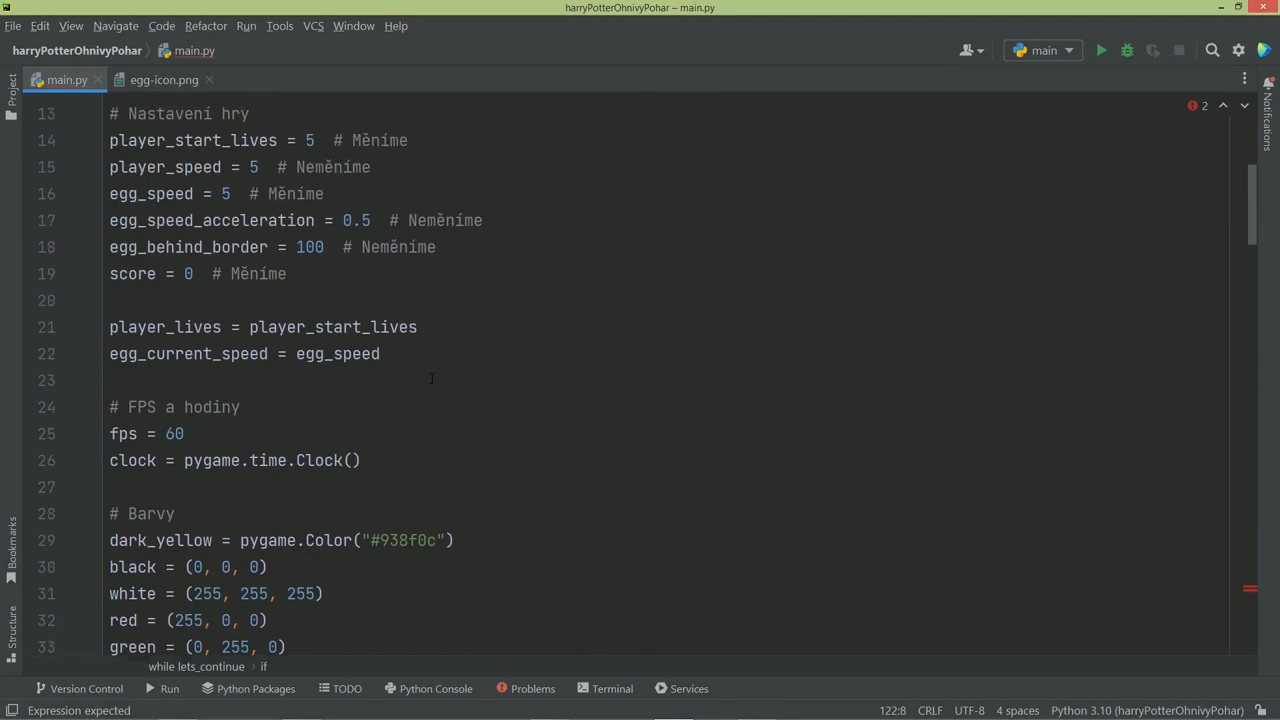 harryPotterOhnivyPohar – main.py
File Edit View Navigate Code Refactor Run Tools VCS Window Help
harryPotterOhnivyPohar main.py main
main.py egg-icon.png
Project
Bookmarks
Structure
Notifications
2
13 # Nastavení hry
14 player_start_lives = 5 # Měníme
15 player_speed = 5 # Neměníme
16 egg_speed = 5 # Měníme
17 egg_speed_acceleration = 0.5 # Neměníme
18 egg_behind_border = 100 # Neměníme
19 score = 0 # Měníme
20
21 player_lives = player_start_lives
22 egg_current_speed = egg_speed
23
24 # FPS a hodiny
25 fps = 60
26 clock = pygame.time.Clock()
27
28 # Barvy
29 dark_yellow = pygame.Color("#938f0c")
30 black = (0, 0, 0)
31 white = (255, 255, 255)
32 red = (255, 0, 0)
33 green = (0, 255, 0)
while lets_continue if
Version Control Run Python Packages TODO Python Console Problems Terminal Services
Expression expected 122:8 CRLF UTF-8 4 spaces Python 3.10 (harryPotterOhnivyPohar)